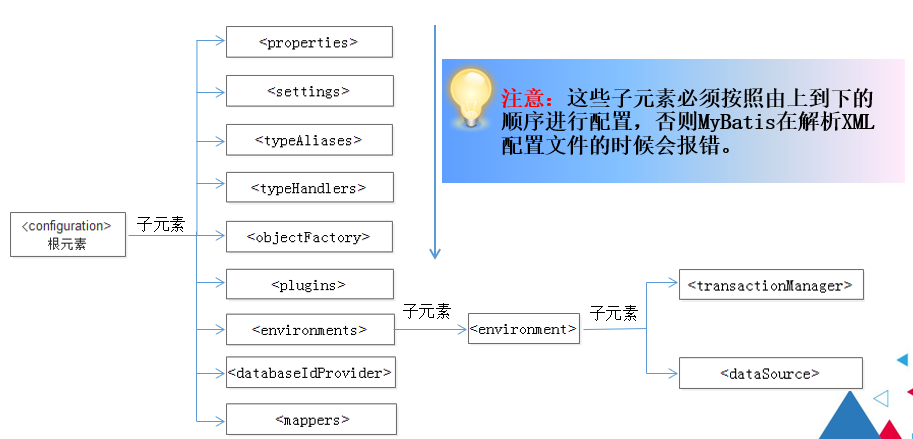 <configuration>
根元素
子元素
<properties>
<settings>
<typeAliases>
<typeHandlers>
<objectFactory>
<plugins>
<environments>
<databaseIdProvider>
<mappers>
注意：这些子元素必须按照由上到下的
顺序进行配置，否则MyBatis在解析XML
配置文件的时候会报错。
子元素
<environment>
子元素
<transactionManager>
<dataSource>